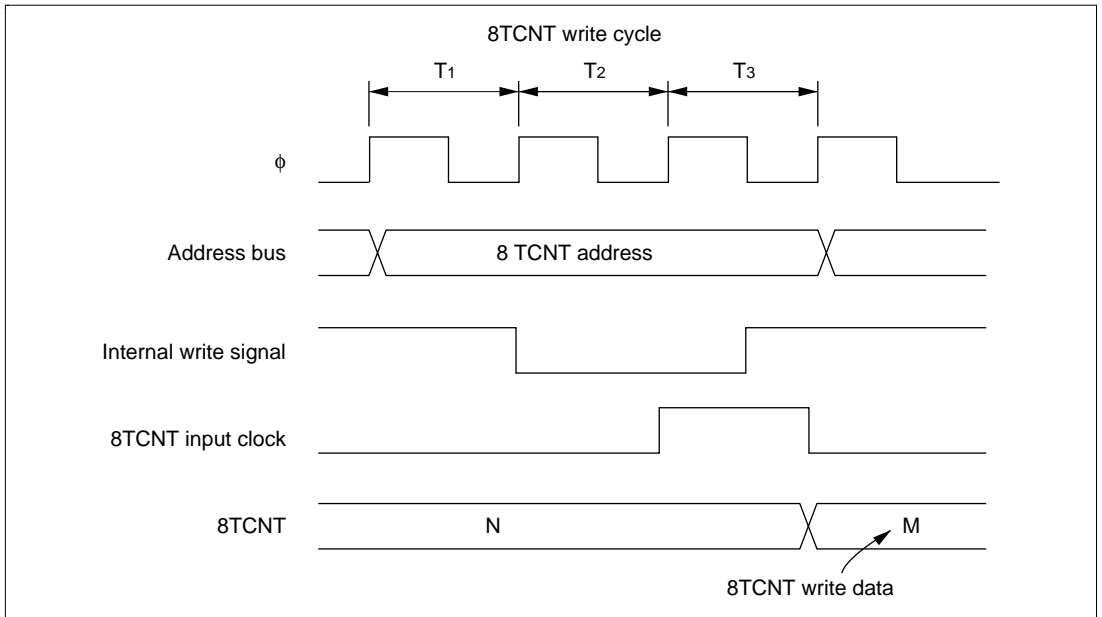 8TCNT write cycle
T1 T2 T3
ϕ
Address bus 8 TCNT address
Internal write signal
8TCNT input clock
8TCNT N M
8TCNT write data